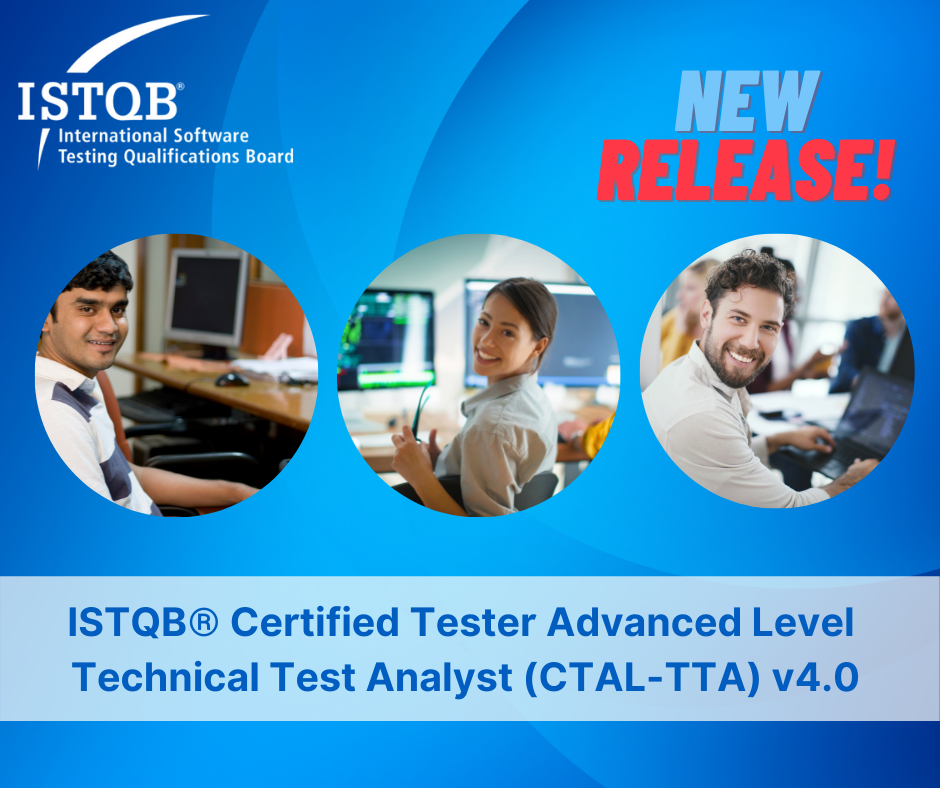 ISTQB®
International Software
Testing Qualifications Board
NEW
RELEASE!
ISTQB® Certified Tester Advanced Level
Technical Test Analyst (CTAL-TTA) v4.0